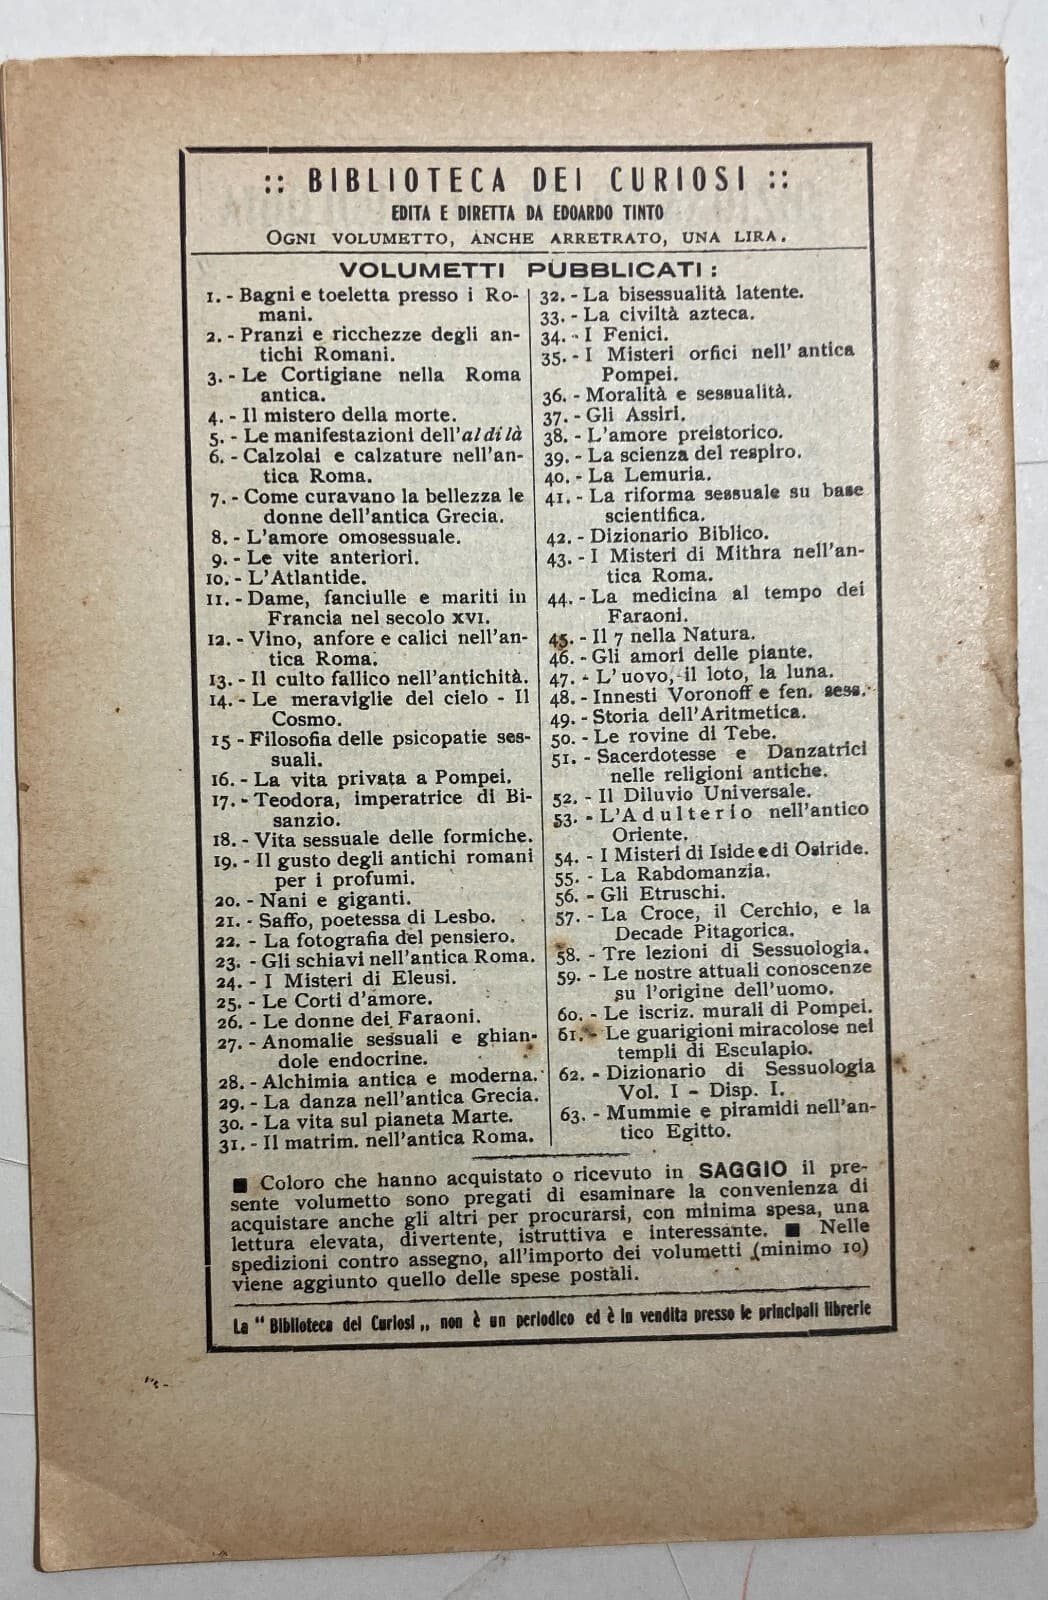 :: BIBLIOTECA DEI CURIOSI ::
EDITA E DIRETTA DA EDOARDO TINTO
OGNI VOLUMETTO, ANCHE ARRETRATO, UNA LIRA.
VOLUMETTI PUBBLICATI:
1. - Bagni e toeletta presso i Ro-
mani.
2. - Pranzi e ricchezze degli an-
tichi Romani.
3. - Le Cortigiane nella Roma
antica.
4. - Il mistero della morte.
5. - Le manifestazioni dell'al di là
6. - Calzolai e calzature nell'an-
tica Roma.
7. - Come curavano la bellezza le
donne dell'antica Grecia.
8. - L'amore omosessuale.
9. - Le vite anteriori.
10. - L'Atlantide.
11. - Dame, fanciulle e mariti in
Francia nel secolo XVI.
12. - Vino, anfore e calici nell'an-
tica Roma.
13. - Il culto fallico nell'antichità.
14. - Le meraviglie del cielo - Il
Cosmo.
15 - Filosofia delle psicopatie ses-
suali.
16. - La vita privata a Pompei.
17. - Teodora, imperatrice di Bi-
sanzio.
18. - Vita sessuale delle formiche.
19. - Il gusto degli antichi romani
per i profumi.
20. - Nani e giganti.
21. - Saffo, poetessa di Lesbo.
22. - La fotografia del pensiero.
23. - Gli schiavi nell'antica Roma.
24. - I Misteri di Eleusi.
25. - Le Corti d'amore.
26. - Le donne dei Faraoni.
27. - Anomalie sessuali e ghian-
dole endocrine.
28. - Alchimia antica e moderna.
29. - La danza nell'antica Grecia.
30. - La vita sul pianeta Marte.
31. - Il matrim. nell'antica Roma.
32. - La bisessualità latente.
33. - La civiltà azteca.
34. - I Fenici.
35. - I Misteri orfici nell'antica
Pompei.
36. - Moralità e sessualità.
37. - Gli Assiri.
38. - L'amore preistorico.
39. - La scienza del respiro.
40. - La Lemuria.
41. - La riforma sessuale su base
scientifica.
42. - Dizionario Biblico.
43. - I Misteri di Mithra nell'an-
tica Roma.
44. - La medicina al tempo dei
Faraoni.
45. - Il 7 nella Natura.
46. - Gli amori delle piante.
47. - L'uovo, il loto, la luna.
48. - Innesti Voronoff e fen. sess.
49. - Storia dell'Aritmetica.
50. - Le rovine di Tebe.
51. - Sacerdotesse e Danzatrici
nelle religioni antiche.
52. - Il Diluvio Universale.
53. - L'Adulterio nell'antico
Oriente.
54. - I Misteri di Iside e di Osiride.
55. - La Rabdomanzia.
56. - Gli Etruschi.
57. - La Croce, il Cerchio, e la
Decade Pitagorica.
58. - Tre lezioni di Sessuologia.
59. - Le nostre attuali conoscenze
su l'origine dell'uomo.
60. - Le iscriz. murali di Pompei.
61. - Le guarigioni miracolose nei
templi di Esculapio.
62. - Dizionario di Sessuologia
Vol. I - Disp. I.
63. - Mummie e piramidi nell'an-
tico Egitto.
■ Coloro che hanno acquistato o ricevuto in SAGGIO il pre-
sente volumetto sono pregati di esaminare la convenienza di
acquistare anche gli altri per procurarsi, con minima spesa, una
lettura elevata, divertente, istruttiva e interessante. ■ Nelle
spedizioni contro assegno, all'importo dei volumetti (minimo 10)
viene aggiunto quello delle spese postali.
La "Biblioteca dei Curiosi„ non è un periodico ed è in vendita presso le principali librerie